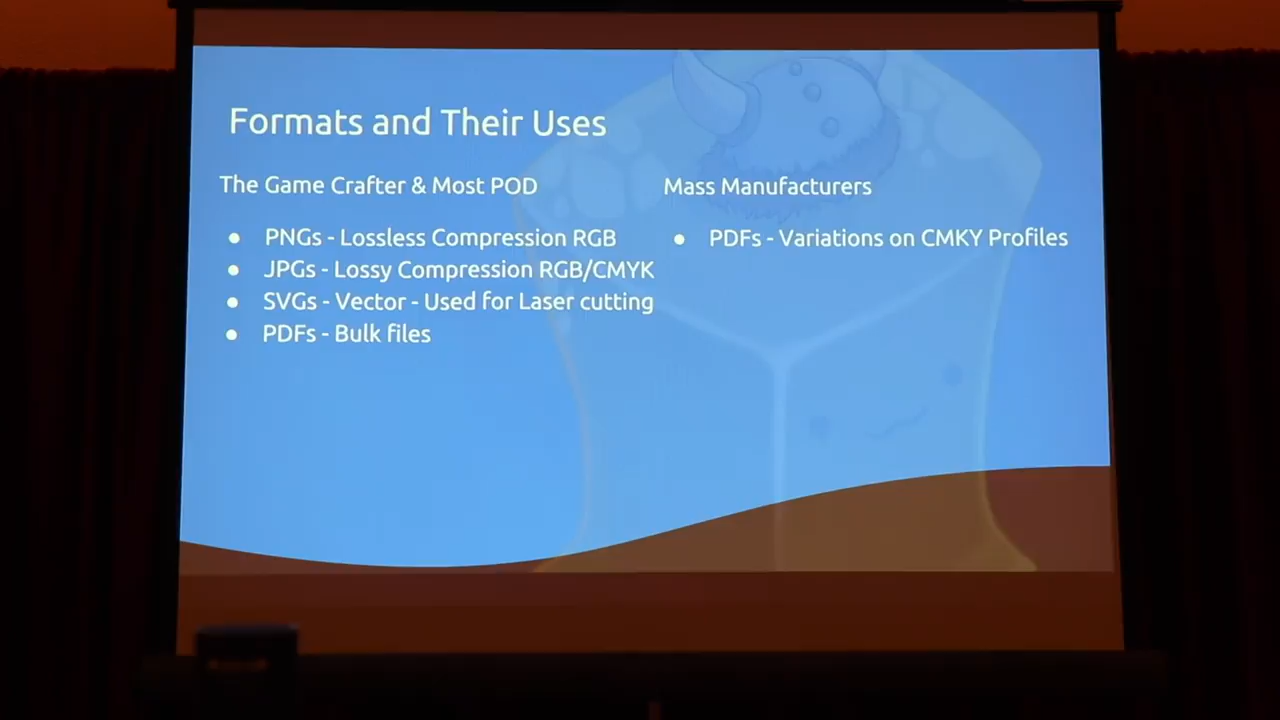 Formats and Their Uses
The Game Crafter & Most POD
● PNGs - Lossless Compression RGB
● JPGs - Lossy Compression RGB/CMYK
● SVGs - Vector - Used for Laser cutting
● PDFs - Bulk files
Mass Manufacturers
● PDFs - Variations on CMKY Profiles